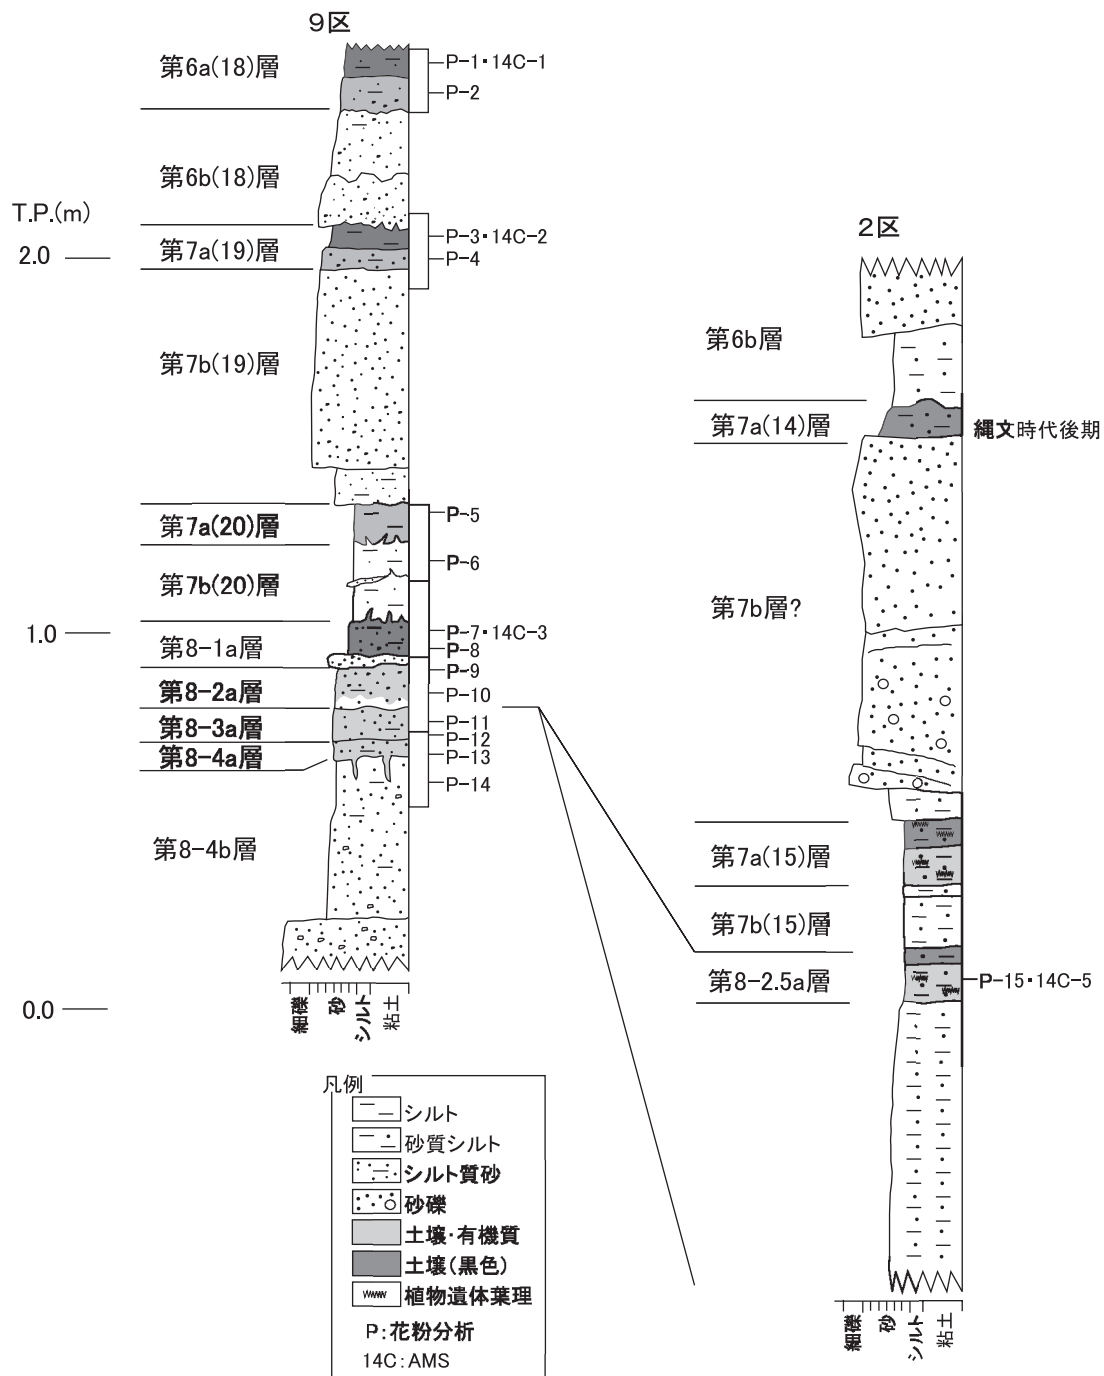 9区
第6a(18)層
P-1・14C-1
P-2
第6b(18)層
T.P.(m)
2.0
第7a(19)層
P-3・14C-2
P-4
第7b(19)層
第7a(20)層
P-5
第7b(20)層
P-6
1.0
第8-1a層
P-7・14C-3
P-8
P-9
第8-2a層
P-10
第8-3a層
P-11
P-12
第8-4a層
P-13
P-14
第8-4b層
0.0
細礫
砂
シルト
粘土
2区
第6b層
第7a(14)層
縄文時代後期
第7b層?
第7a(15)層
第7b(15)層
第8-2.5a層
P-15・14C-5
細礫
砂
シルト
粘土
凡例
シルト
砂質シルト
シルト質砂
砂礫
土壌・有機質
土壌(黒色)
植物遺体葉理
P:花粉分析
14C:AMS